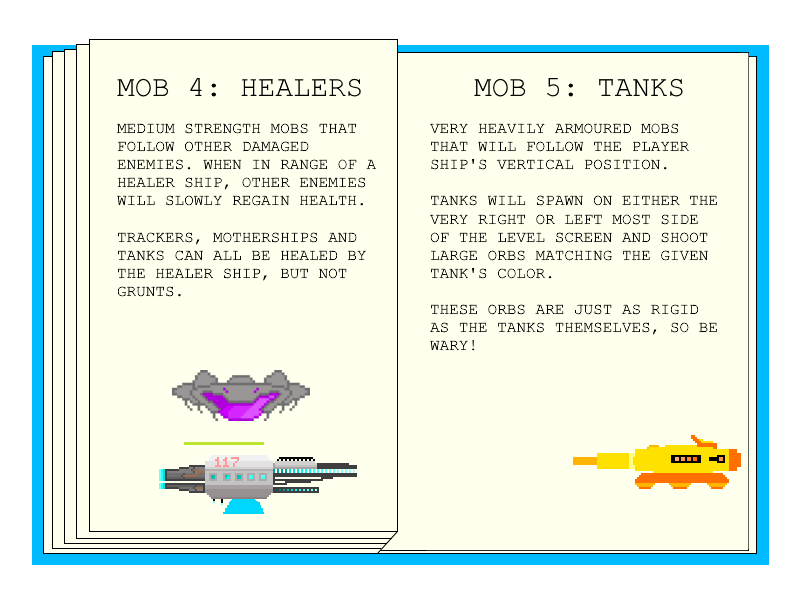 MOB 4: HEALERS
MEDIUM STRENGTH MOBS THAT
FOLLOW OTHER DAMAGED
ENEMIES. WHEN IN RANGE OF A
HEALER SHIP, OTHER ENEMIES
WILL SLOWLY REGAIN HEALTH.
TRACKERS, MOTHERSHIPS AND
TANKS CAN ALL BE HEALED BY
THE HEALER SHIP, BUT NOT
GRUNTS.
117
MOB 5: TANKS
VERY HEAVILY ARMOURED MOBS
THAT WILL FOLLOW THE PLAYER
SHIP'S VERTICAL POSITION.
TANKS WILL SPAWN ON EITHER THE
VERY RIGHT OR LEFT MOST SIDE
OF THE LEVEL SCREEN AND SHOOT
LARGE ORBS MATCHING THE GIVEN
TANK'S COLOR.
THESE ORBS ARE JUST AS RIGID
AS THE TANKS THEMSELVES, SO BE
WARY!